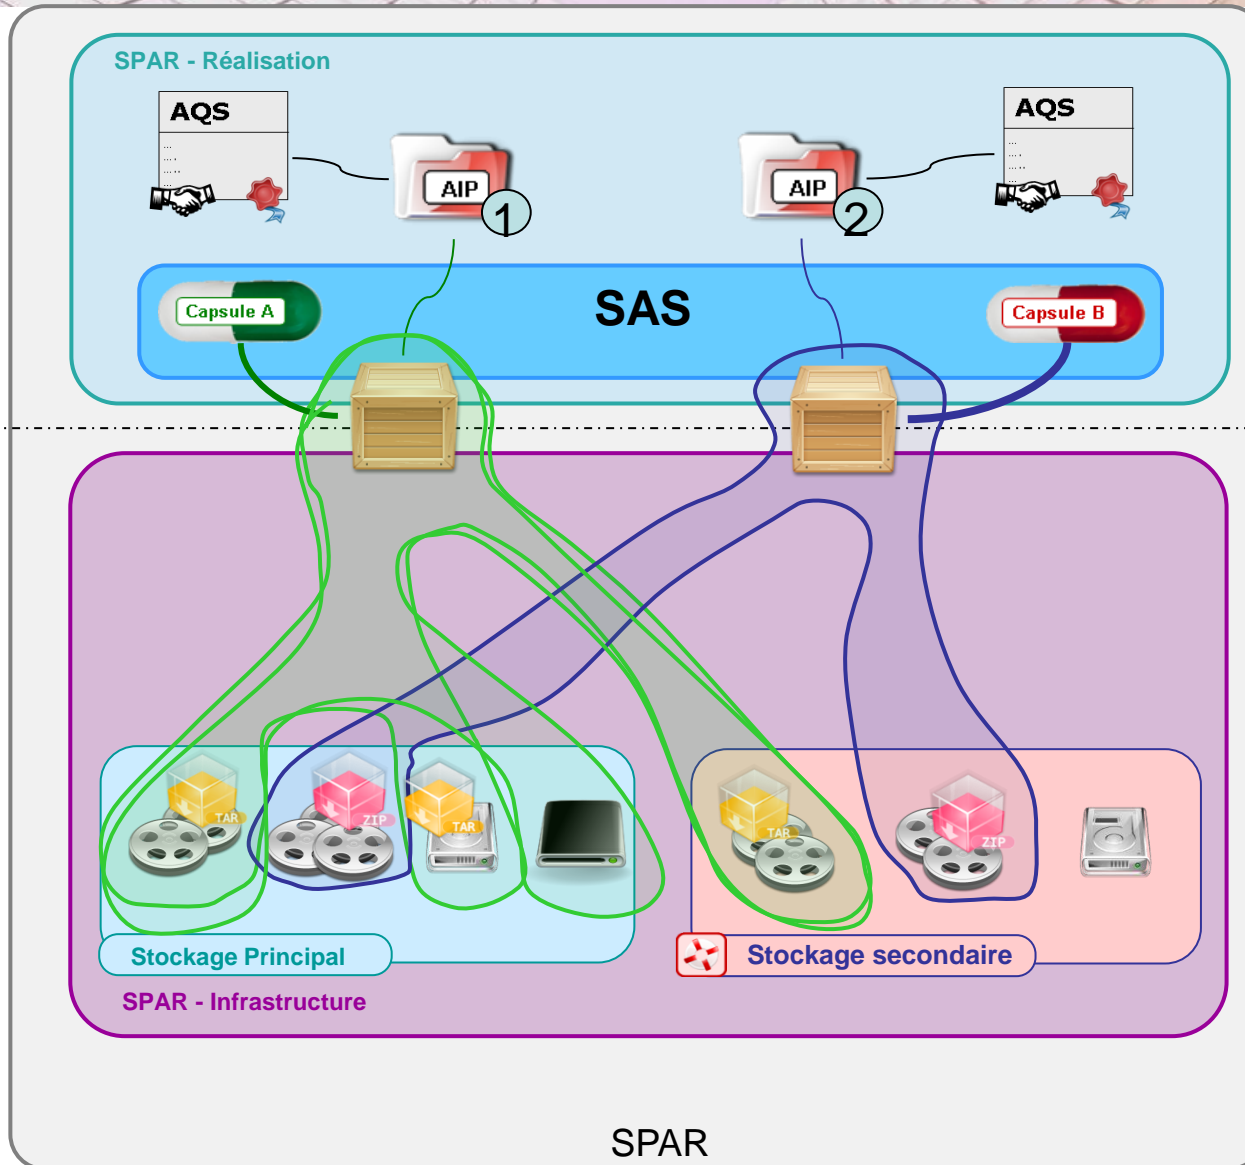 SPAR - Réalisation
AQS
...
... .
... ..
...
AIP
1
AIP
2
AQS
...
... .
... ..
...
Capsule A
SAS
Capsule B
TAR
ZIP
TAR
TAR
ZIP
Stockage Principal
Stockage secondaire
SPAR - Infrastructure
SPAR